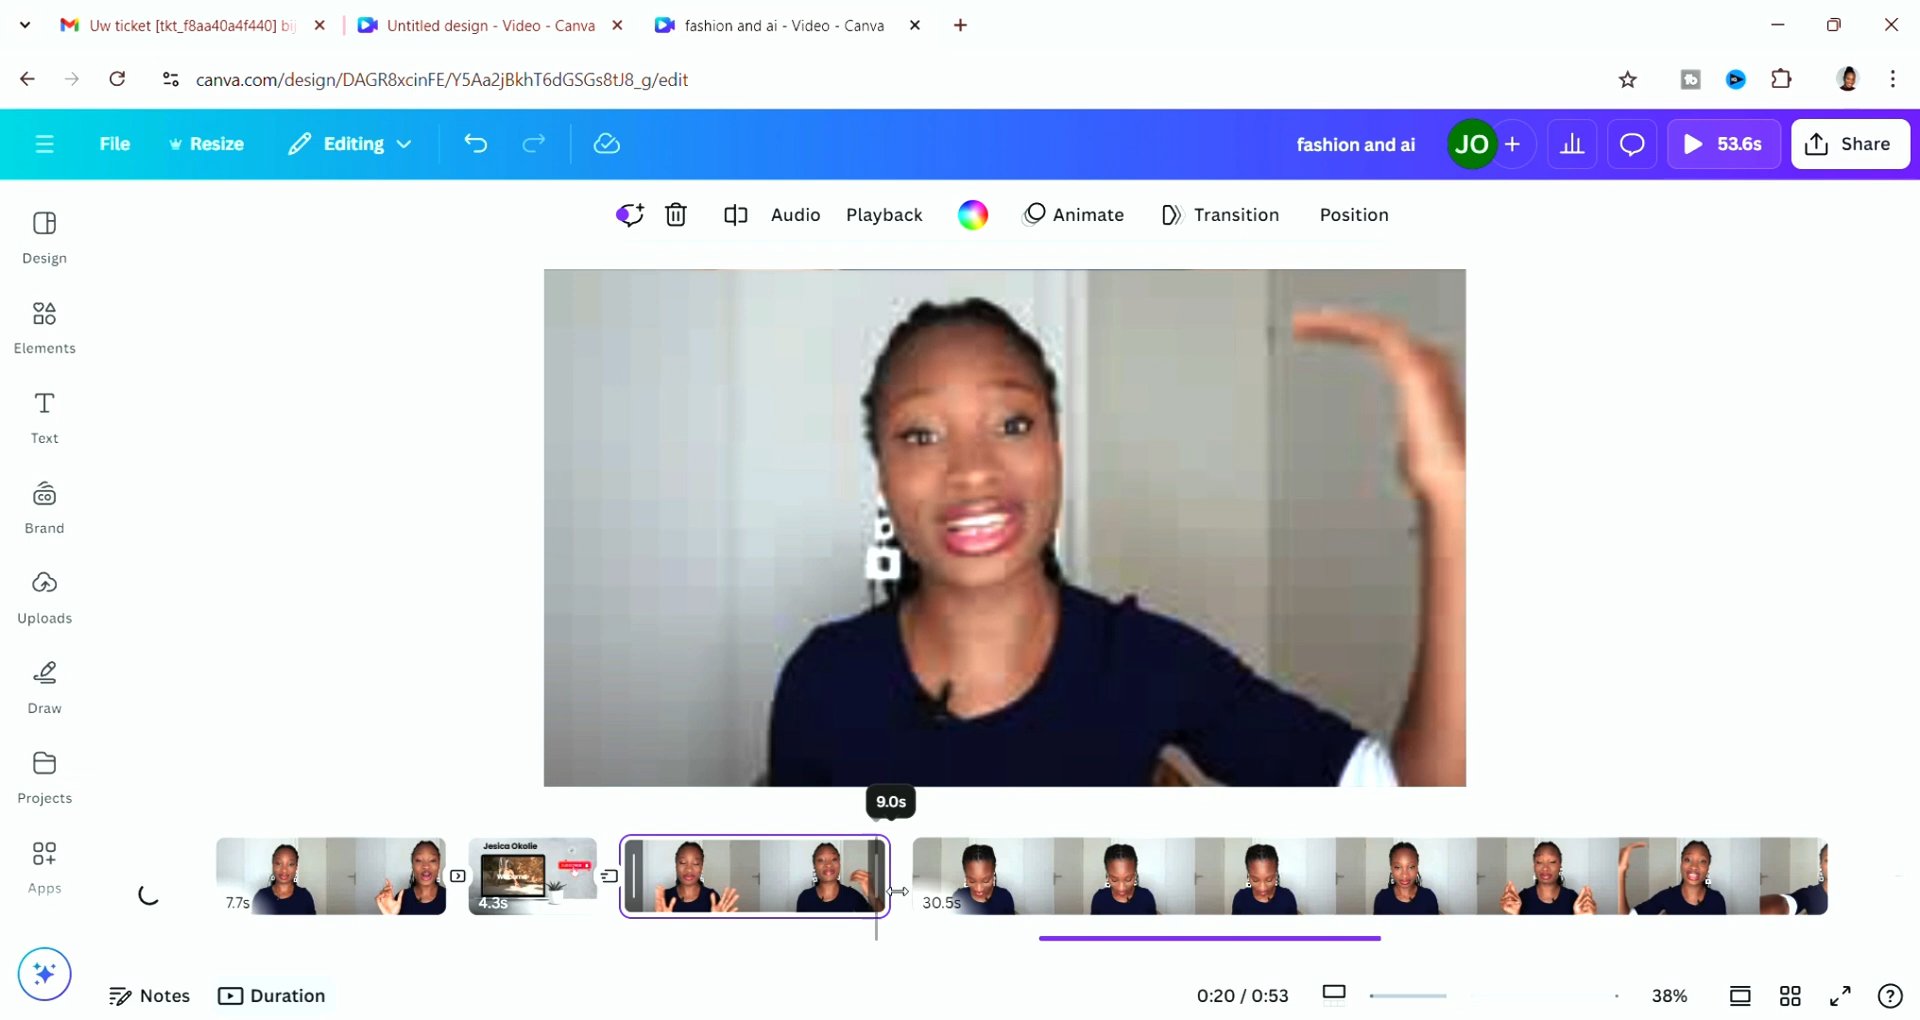 Uw ticket [tkt_f8aa40a4f440] bij
Untitled design - Video - Canva
fashion and ai - Video - Canva
canva.com/design/DAGR8xcinFE/Y5Aa2jBkhT6dGSGs8tJ8_g/edit
File
Resize
Editing
fashion and ai
JO
53.6s
Share
Audio
Playback
Animate
Transition
Position
Design
Elements
Text
Brand
Uploads
Draw
Projects
Apps
9.0s
7.7s
Jesica Okolie
Welcome
4.3s
30.5s
Notes
Duration
0:20 / 0:53
38%